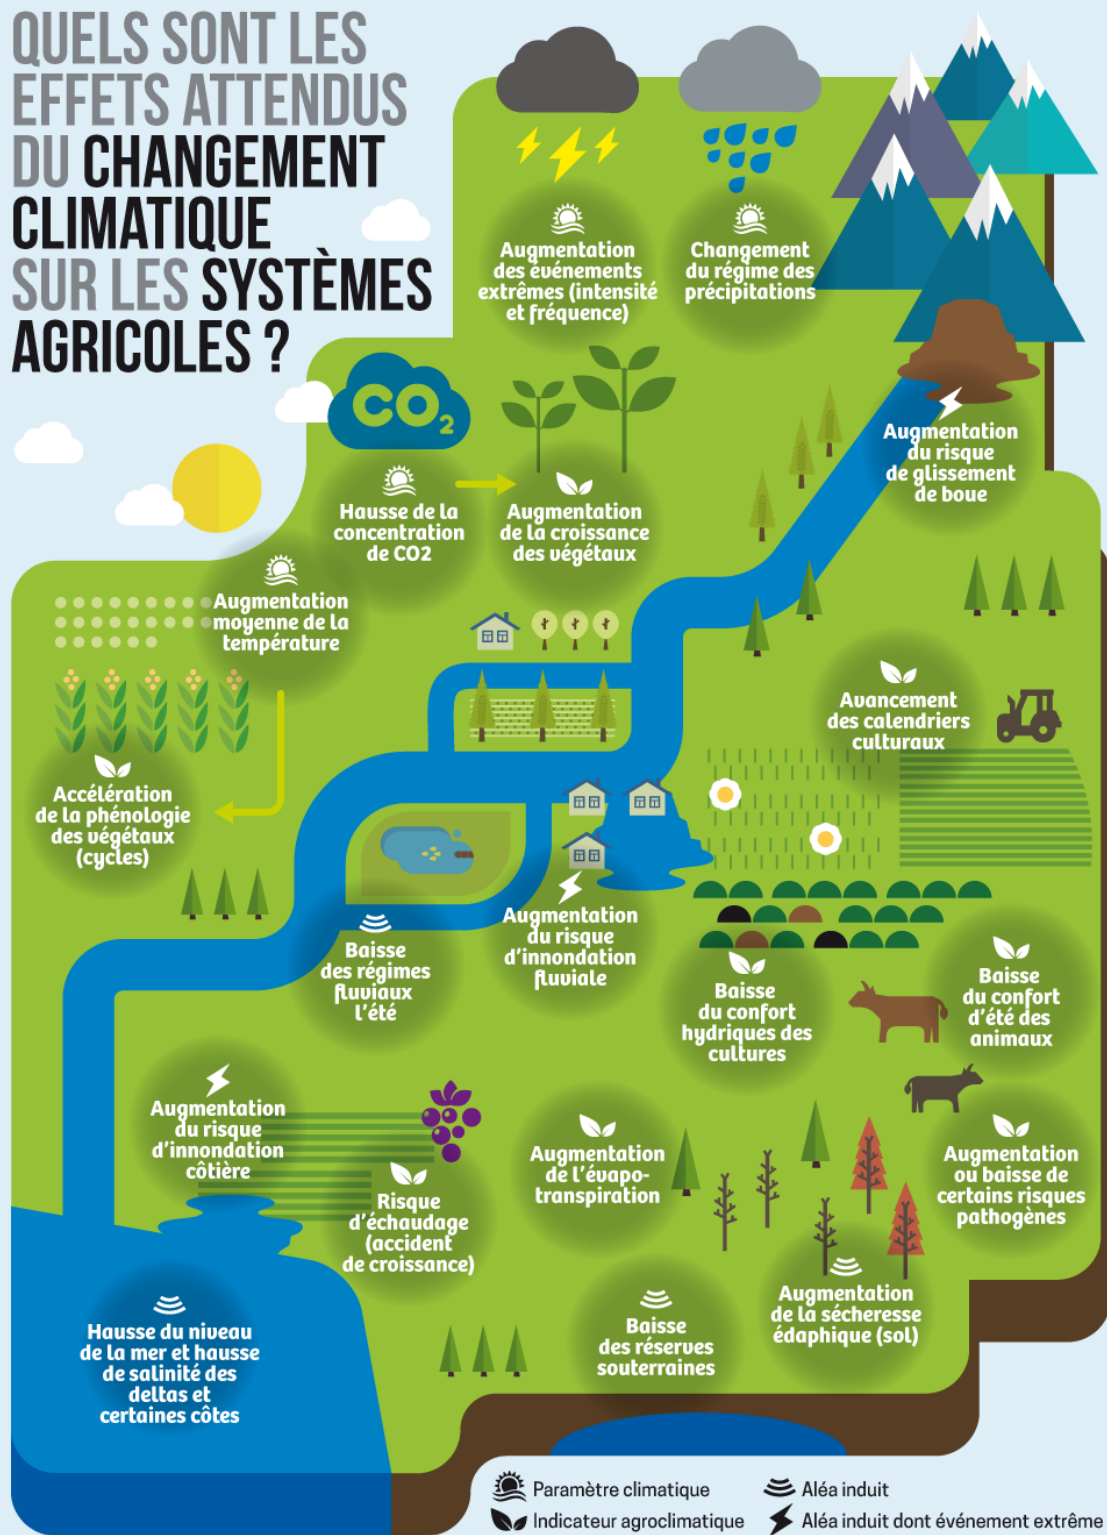 QUELS SONT LES
EFFETS ATTENDUS
DU CHANGEMENT
CLIMATIQUE
SUR LES SYSTÈMES
AGRICOLES ?
Augmentation
des événements
extrêmes (intensité
et fréquence)
Changement
du régime des
précipitations
Augmentation
du risque
de glissement
de boue
CO2
Hausse de la
concentration
de CO2
Augmentation
de la croissance
des végétaux
Augmentation
moyenne de la
température
Avancement
des calendriers
culturaux
Accélération
de la phénologie
des végétaux
(cycles)
Baisse
des régimes
fluviaux
l'été
Augmentation
du risque
d'innondation
fluviale
Baisse
du confort
hydriques des
cultures
Baisse
du confort
d'été des
animaux
Augmentation
du risque
d'innondation
côtière
Risque
d'échaudage
(accident
de croissance)
Augmentation
de l'évapo-
transpiration
Augmentation
ou baisse de
certains risques
pathogènes
Hausse du niveau
de la mer et hausse
de salinité des
deltas et
certaines côtes
Baisse
des réserves
souterraines
Augmentation
de la sécheresse
édaphique (sol)
Paramètre climatique
Aléa induit
Indicateur agroclimatique
Aléa induit dont événement extrême